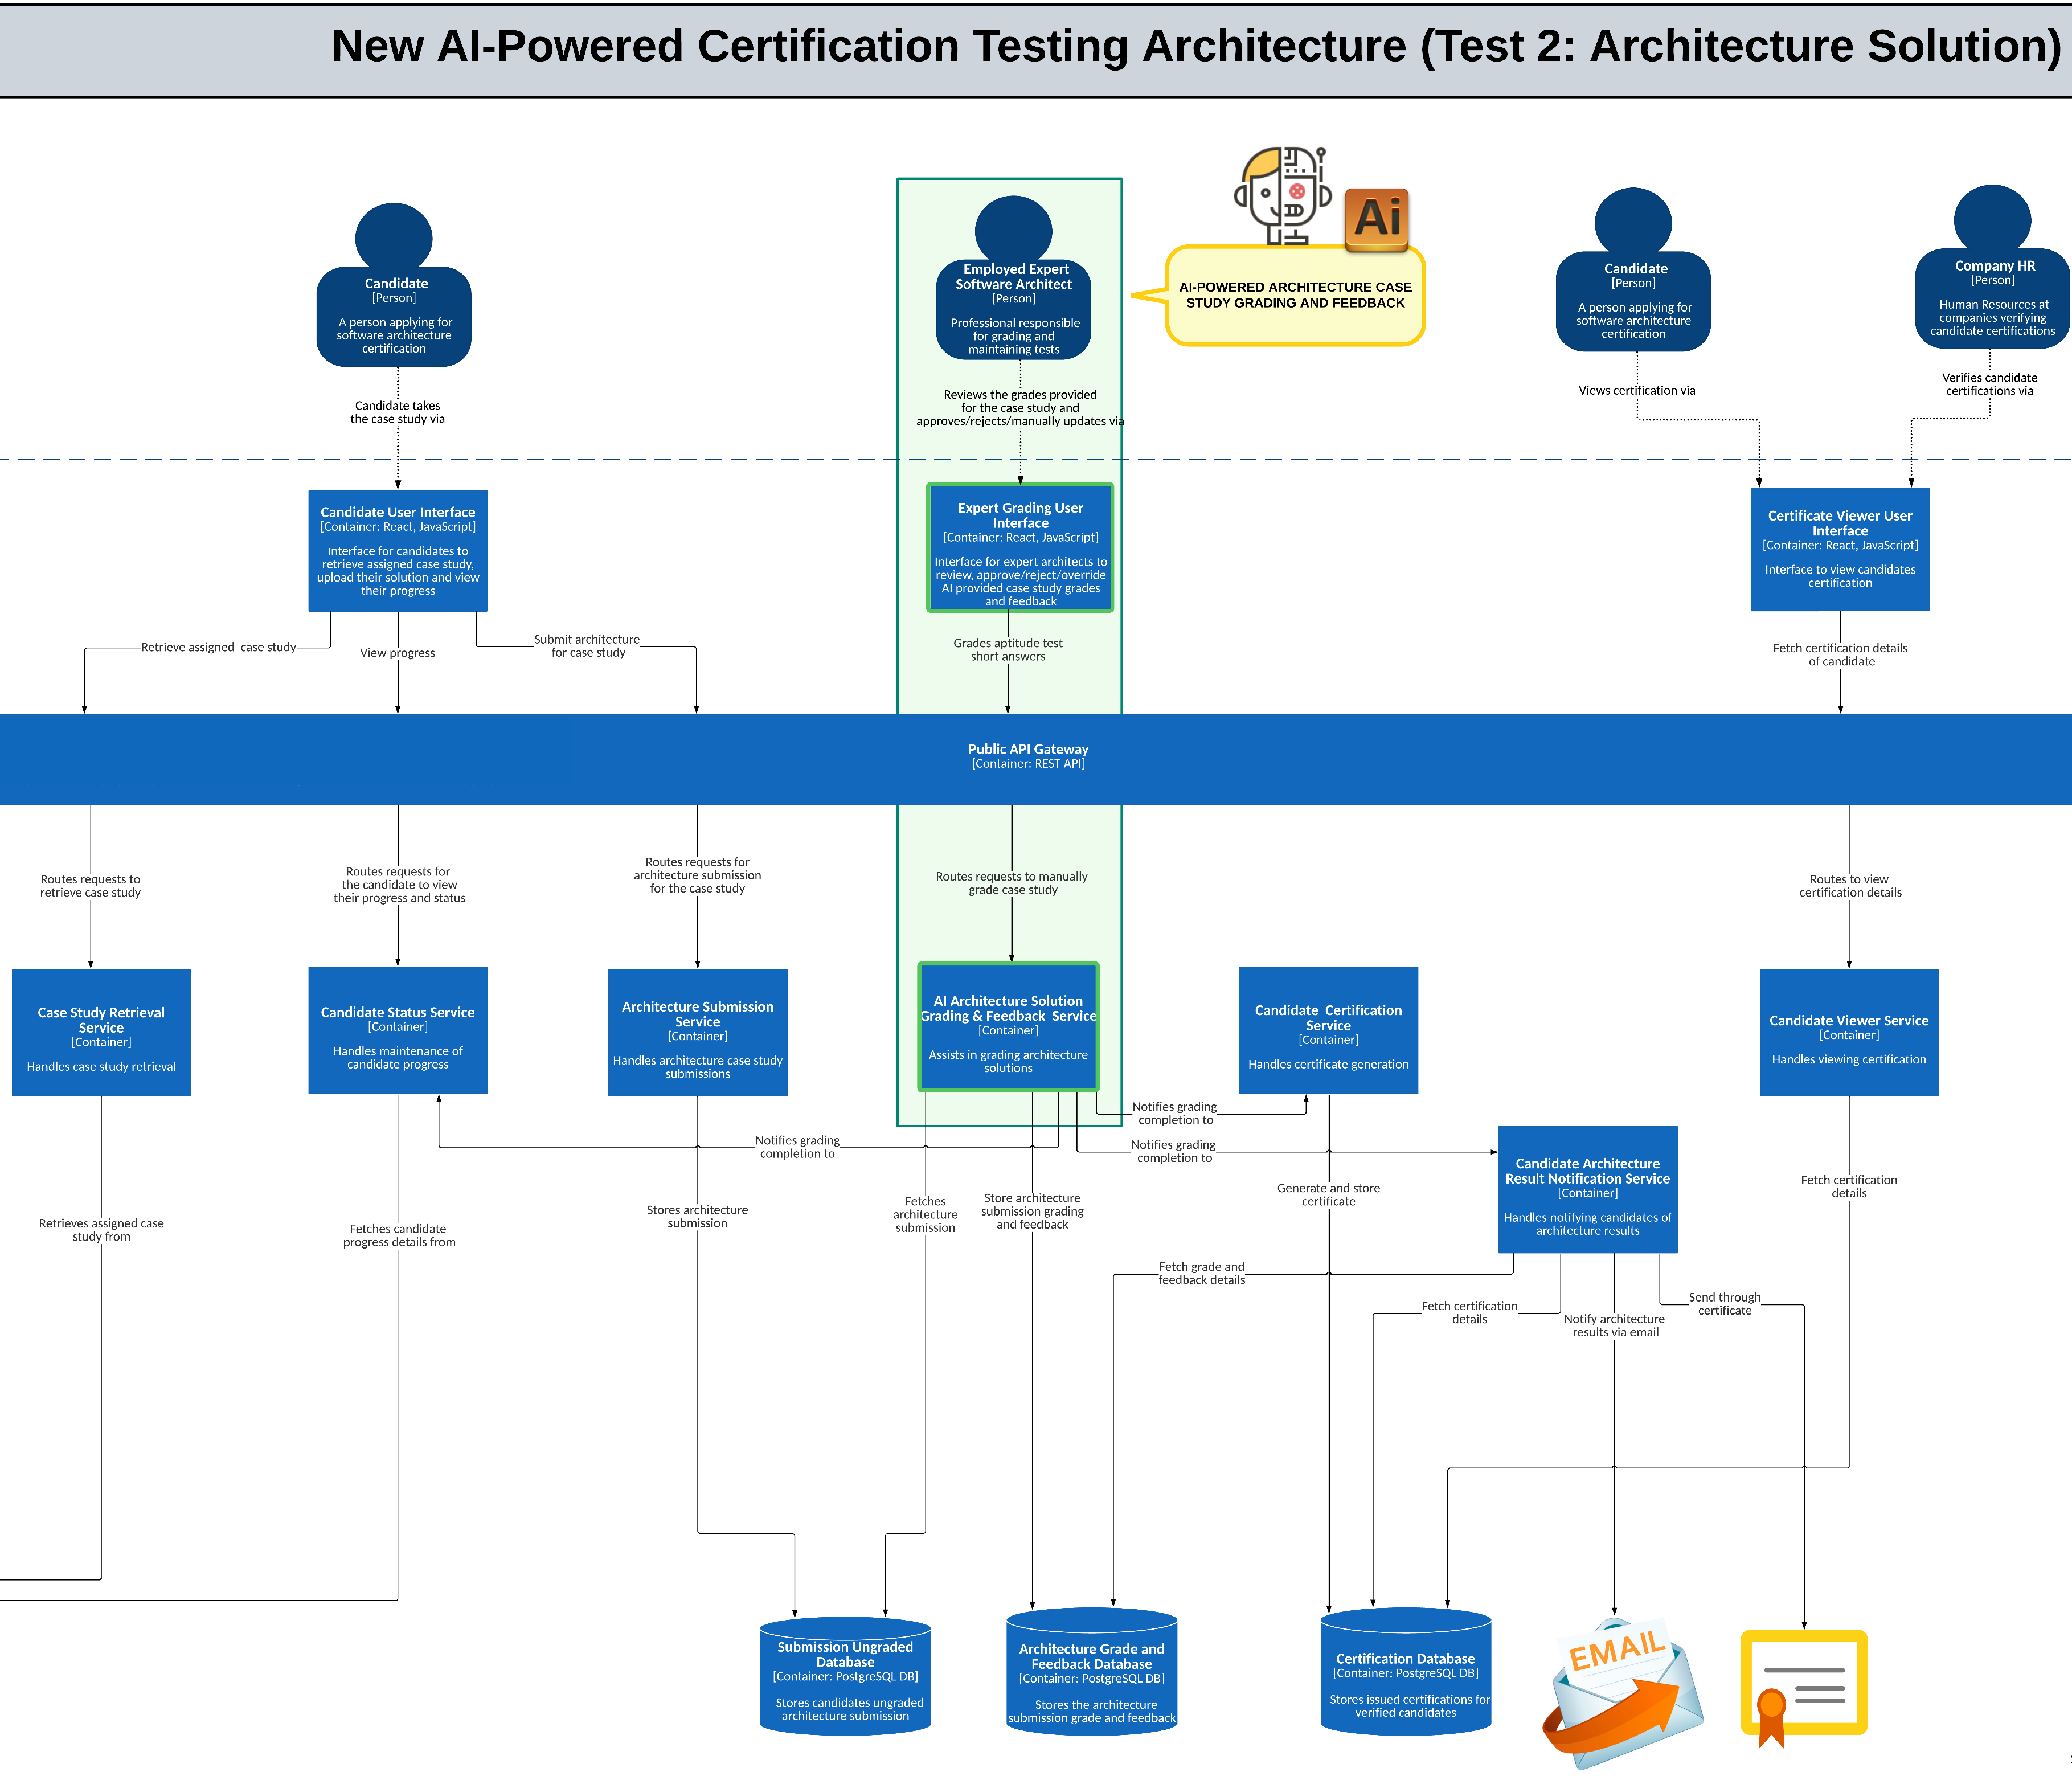 New AI-Powered Certification Testing Architecture (Test 2: Architecture Solution)
Ai
AI-POWERED ARCHITECTURE CASE
STUDY GRADING AND FEEDBACK
Candidate
[Person]
A person applying for
software architecture
certification
Employed Expert
Software Architect
[Person]
Professional responsible
for grading and
maintaining tests
Candidate
[Person]
A person applying for
software architecture
certification
Company HR
[Person]
Human Resources at
companies verifying
candidate certifications
Candidate takes
the case study via
Reviews the grades provided
for the case study and
approves/rejects/manually updates via
Views certification via
Verifies candidate
certifications via
Candidate User Interface
[Container: React, JavaScript]
Interface for candidates to
retrieve assigned case study,
upload their solution and view
their progress
Expert Grading User
Interface
[Container: React, JavaScript]
Interface for expert architects to
review, approve/reject/override
AI provided case study grades
and feedback
Certificate Viewer User
Interface
[Container: React, JavaScript]
Interface to view candidates
certification
Retrieve assigned  case study
View progress
Submit architecture
for case study
Grades aptitude test
short answers
Fetch certification details
of candidate
Public API Gateway
[Container: REST API]
Routes requests to
retrieve case study
Routes requests for
the candidate to view
their progress and status
Routes requests for
architecture submission
for the case study
Routes requests to manually
grade case study
Routes to view
certification details
Case Study Retrieval
Service
[Container]
Handles case study retrieval
Candidate Status Service
[Container]
Handles maintenance of
candidate progress
Architecture Submission
Service
[Container]
Handles architecture case study
submissions
AI Architecture Solution
Grading & Feedback  Service
[Container]
Assists in grading architecture
solutions
Candidate  Certification
Service
[Container]
Handles certificate generation
Candidate Viewer Service
[Container]
Handles viewing certification
Notifies grading
completion to
Notifies grading
completion to
Notifies grading
completion to
Candidate Architecture
Result Notification Service
[Container]
Handles notifying candidates of
architecture results
Retrieves assigned case
study from
Fetches candidate
progress details from
Stores architecture
submission
Fetches
architecture
submission
Store architecture
submission grading
and feedback
Generate and store
certificate
Fetch certification
details
Fetch grade and
feedback details
Fetch certification
details
Notify architecture
results via email
Send through
certificate
Submission Ungraded
Database
[Container: PostgreSQL DB]
Stores candidates ungraded
architecture submission
Architecture Grade and
Feedback Database
[Container: PostgreSQL DB]
Stores the architecture
submission grade and feedback
Certification Database
[Container: PostgreSQL DB]
Stores issued certifications for
verified candidates
EMAIL